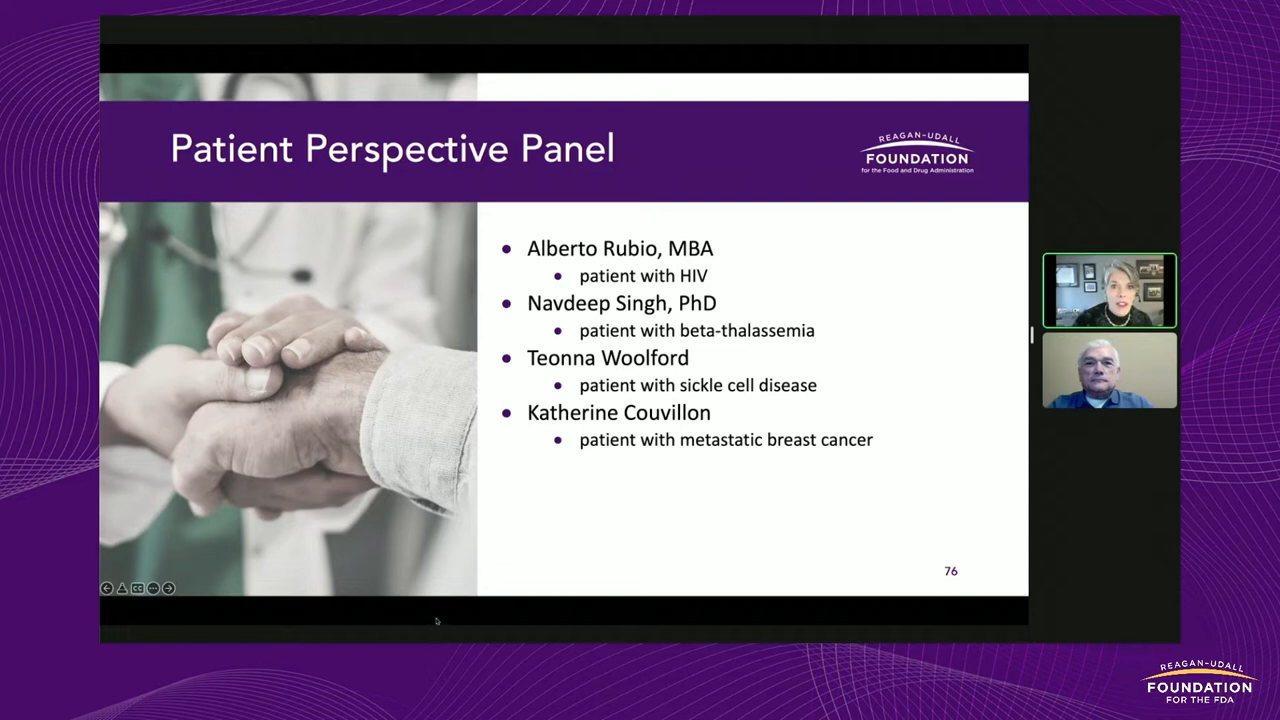 Patient Perspective Panel
REAGAN-UDALL
FOUNDATION
for the Food and Drug Administration
• Alberto Rubio, MBA
• patient with HIV
• Navdeep Singh, PhD
• patient with beta-thalassemia
• Teonna Woolford
• patient with sickle cell disease
• Katherine Couvillon
• patient with metastatic breast cancer
76
CC
REAGAN-UDALL
FOUNDATION
FOR THE FDA